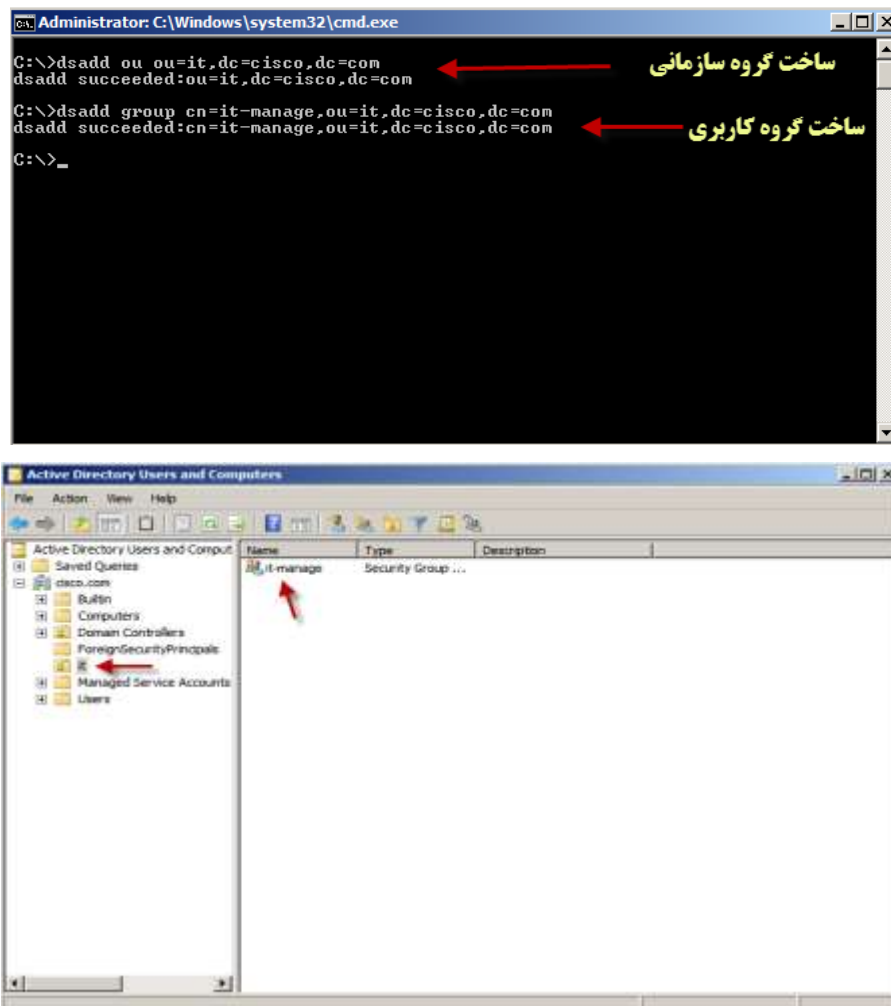 Administrator: C:\Windows\system32\cmd.exe
C:\>dsadd ou ou=it,dc=cisco,dc=com
dsadd succeeded:ou=it,dc=cisco,dc=com
ساخت گروه سازمانی
C:\>dsadd group cn=it-manage,ou=it,dc=cisco,dc=com
dsadd succeeded:cn=it-manage,ou=it,dc=cisco,dc=com
ساخت گروه کاربری
C:\>_
Active Directory Users and Computers
File Action View Help
Active Directory Users and Comput
Saved Queries
cisco.com
Builtin
Computers
Domain Controllers
ForeignSecurityPrincipals
it
Managed Service Accounts
Users
Name Type Description
it-manage Security Group ...